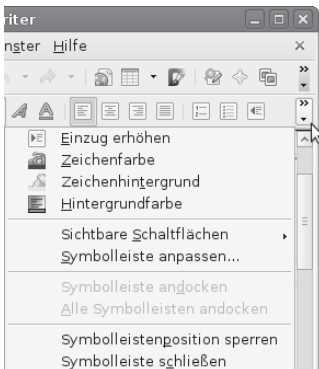 riter
nster Hilfe
Einzug erhöhen
Zeichenfarbe
Zeichenhintergrund
Hintergrundfarbe
Sichtbare Schaltflächen
Symbolleiste anpassen...
Symbolleiste andocken
Alle Symbolleisten andocken
Symbolleistenposition sperren
Symbolleiste schließen